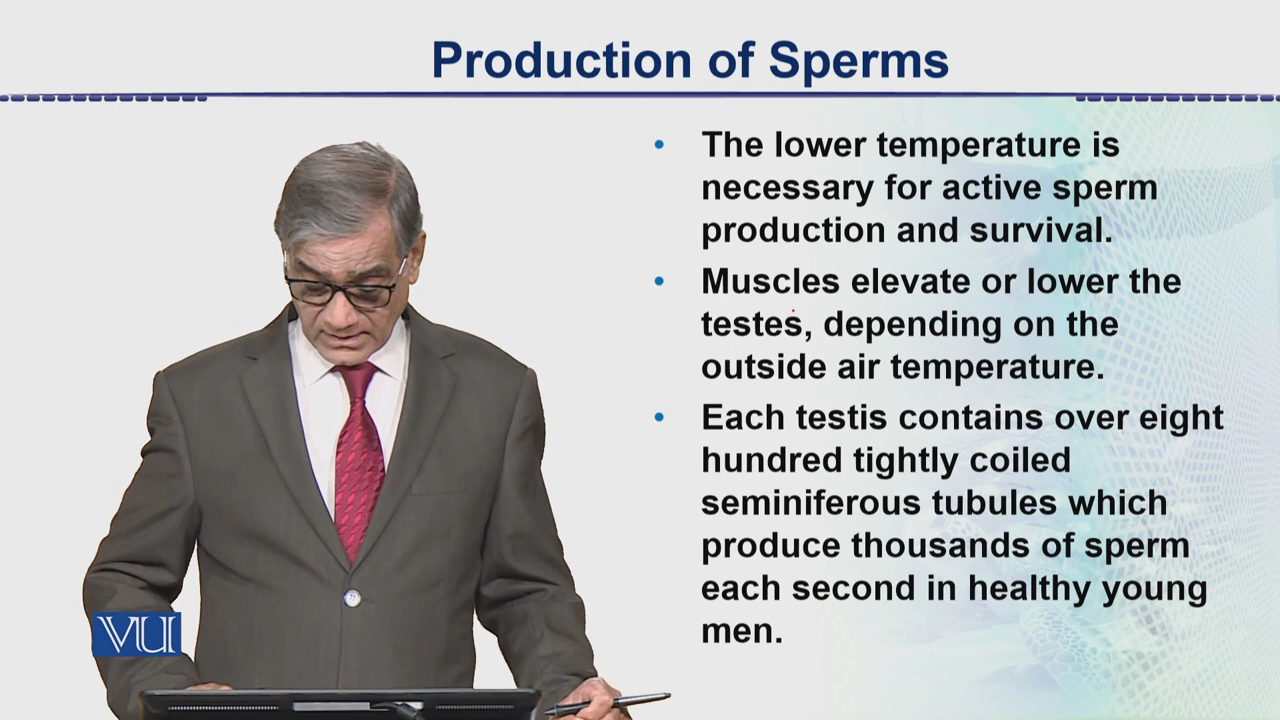 Production of Sperms
• The lower temperature is
necessary for active sperm
production and survival.
• Muscles elevate or lower the
testes, depending on the
outside air temperature.
• Each testis contains over eight
hundred tightly coiled
seminiferous tubules which
produce thousands of sperm
each second in healthy young
men.
VU